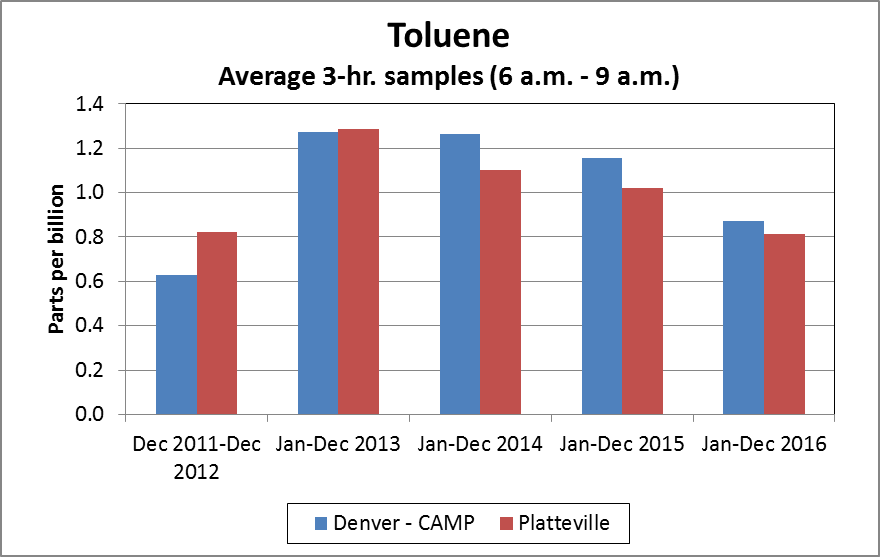 Toluene
Average 3-hr. samples (6 a.m. - 9 a.m.)
Parts per billion
1.4
1.2
1.0
0.8
0.6
0.4
0.2
0.0
Dec 2011-Dec
2012
Jan-Dec 2013
Jan-Dec 2014
Jan-Dec 2015
Jan-Dec 2016
Denver - CAMP
Platteville